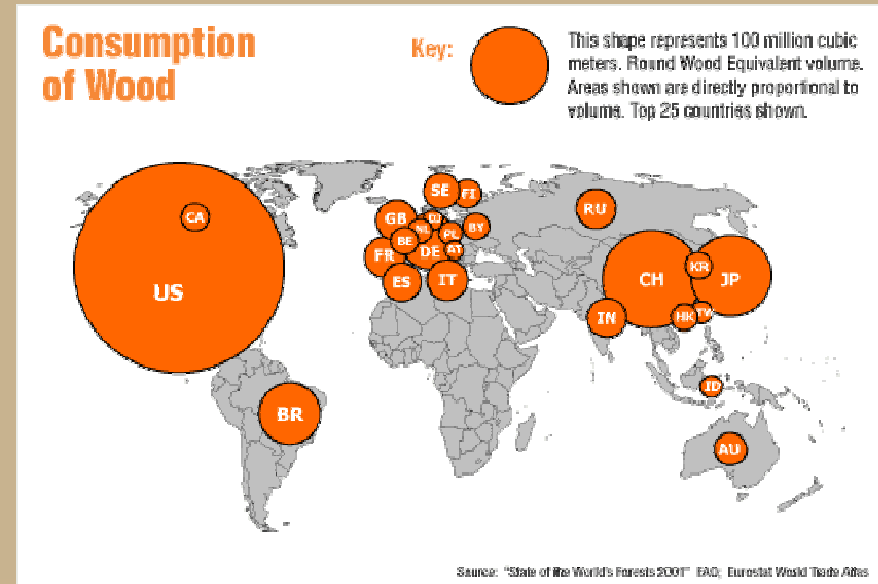 Consumption
of Wood
Key:
This shape represents 100 million cubic
meters. Round Wood Equivalent volume.
Areas shown are directly proportional to
volume. Top 25 countries shown.
SE
FI
CA
RU
GB
NL
PL
BY
BE
FR
DE
AT
KR
US
ES
IT
CH
JP
IN
HK
TW
ID
BR
AU
Source: "State of the World's Forests 2001" FAO; Eurostat World Trade Atlas